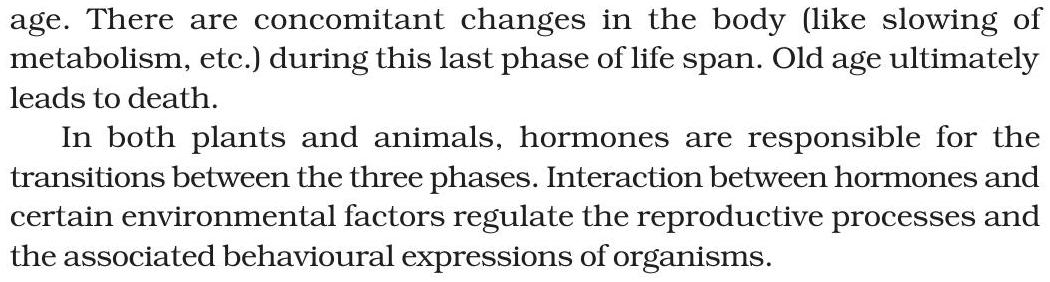 age. There are concomitant changes in the body (like slowing of
metabolism, etc.) during this last phase of life span. Old age ultimately
leads to death.
In both plants and animals, hormones are responsible for the
transitions between the three phases. Interaction between hormones and
certain environmental factors regulate the reproductive processes and
the associated behavioural expressions of organisms.